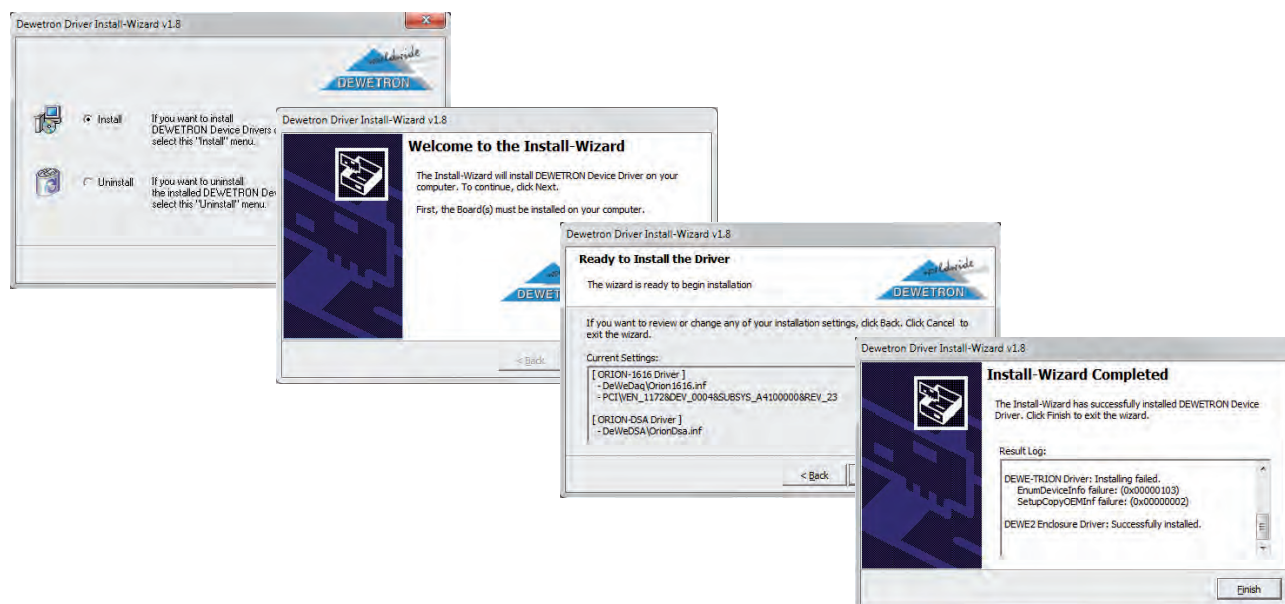 Dewetron Driver Install-Wizard v1.8
worldwide
DEWETRON
Install
If you want to install
DEWETRON Device Drivers
select this "Install" menu.
Uninstall
If you want to uninstall
the installed DEWETRON
select this "Uninstall" menu.
Dewetron Driver Install-Wizard v1.8
Welcome to the Install-Wizard
The Install-Wizard will install DEWETRON Device Driver on your
computer. To continue, click Next.
First, the Board(s) must be installed on your computer.
< Back
Dewetron Driver Install-Wizard v1.8
Ready to Install the Driver
The wizard is ready to begin installation
worldwide
DEWETRON
If you want to review or change any of your installation settings, click Back. Click Cancel to
exit the wizard.
Current Settings:
[ ORION-1616 Driver ]
- DeWeDaq\Orion1616.inf
- PCI\VEN_1172&DEV_0004&SUBSYS_A4100000&REV_23
[ ORION-DSA Driver ]
- DeWeDSA\OrionDsa.inf
< Back
Dewetron Driver Install-Wizard v1.8
Install-Wizard Completed
The Install-Wizard has successfully installed DEWETRON Device
Driver. Click Finish to exit the wizard.
Result Log:
DEWE-TRION Driver: Installing failed.
EnumDeviceInfo failure: (0x00000103)
SetupCopyOEMInf failure: (0x00000002)
DEWE2 Enclosure Driver: Successfully installed.
Finish